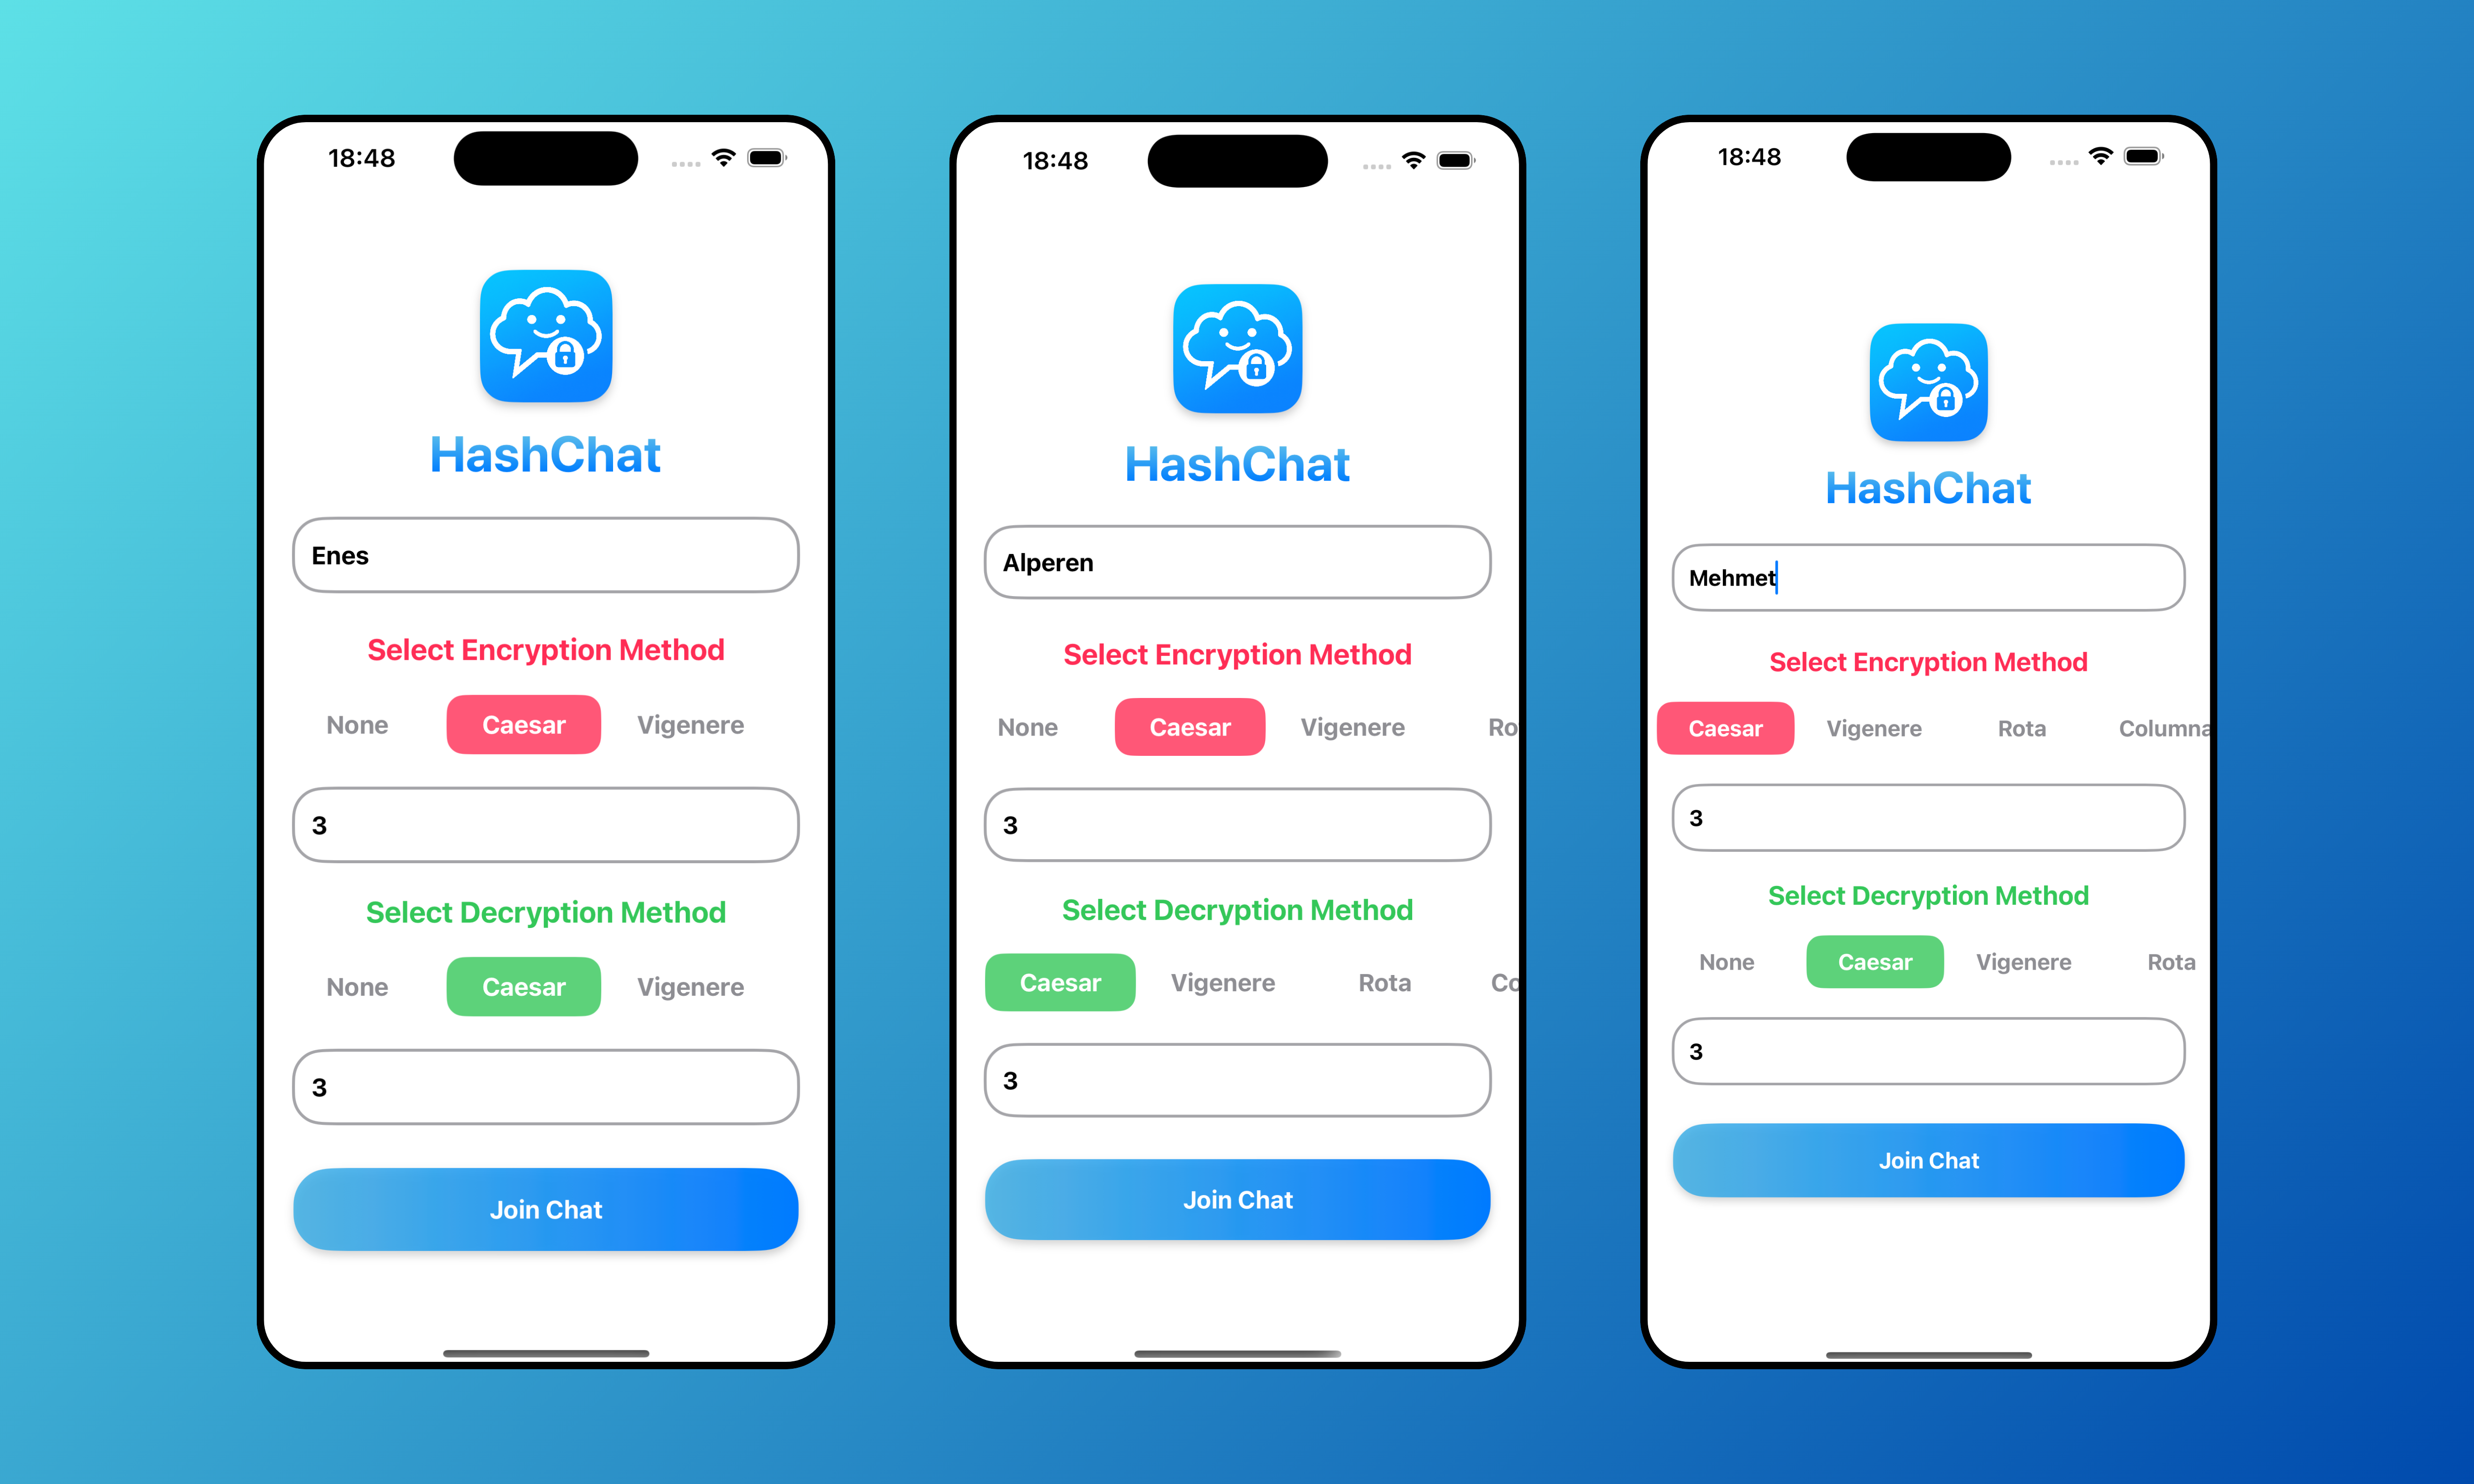 18:48
HashChat
Enes
Select Encryption Method
None Caesar Vigenere
3
Select Decryption Method
None Caesar Vigenere
3
Join Chat
18:48
HashChat
Alperen
Select Encryption Method
None Caesar Vigenere Ro
3
Select Decryption Method
Caesar Vigenere Rota Co
3
Join Chat
18:48
HashChat
Mehmet
Select Encryption Method
Caesar Vigenere Rota Columna
3
Select Decryption Method
None Caesar Vigenere Rota
3
Join Chat